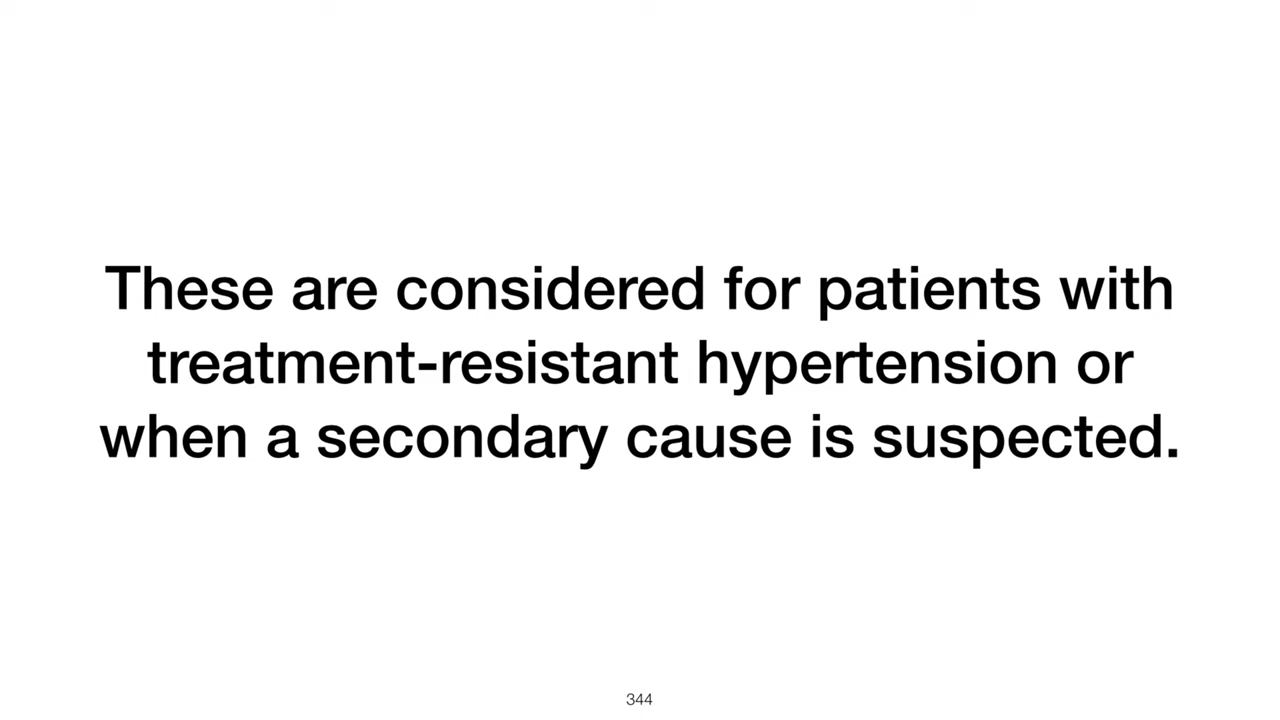 These are considered for patients with
treatment-resistant hypertension or
when a secondary cause is suspected.
344